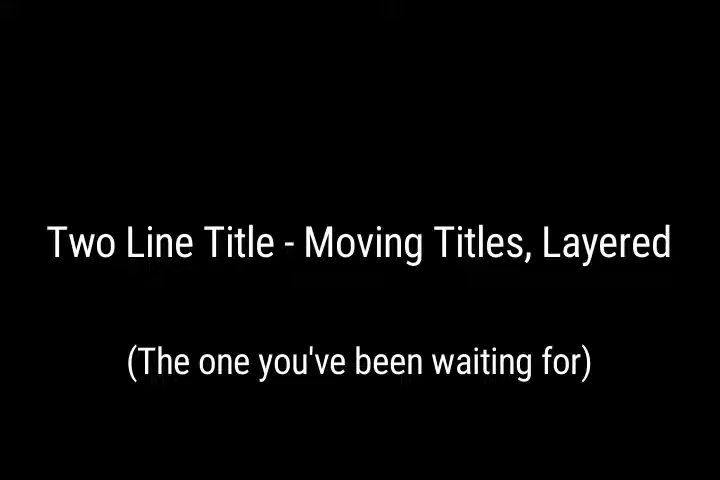 Two Line Title - Moving Titles, Layered
(The one you've been waiting for)